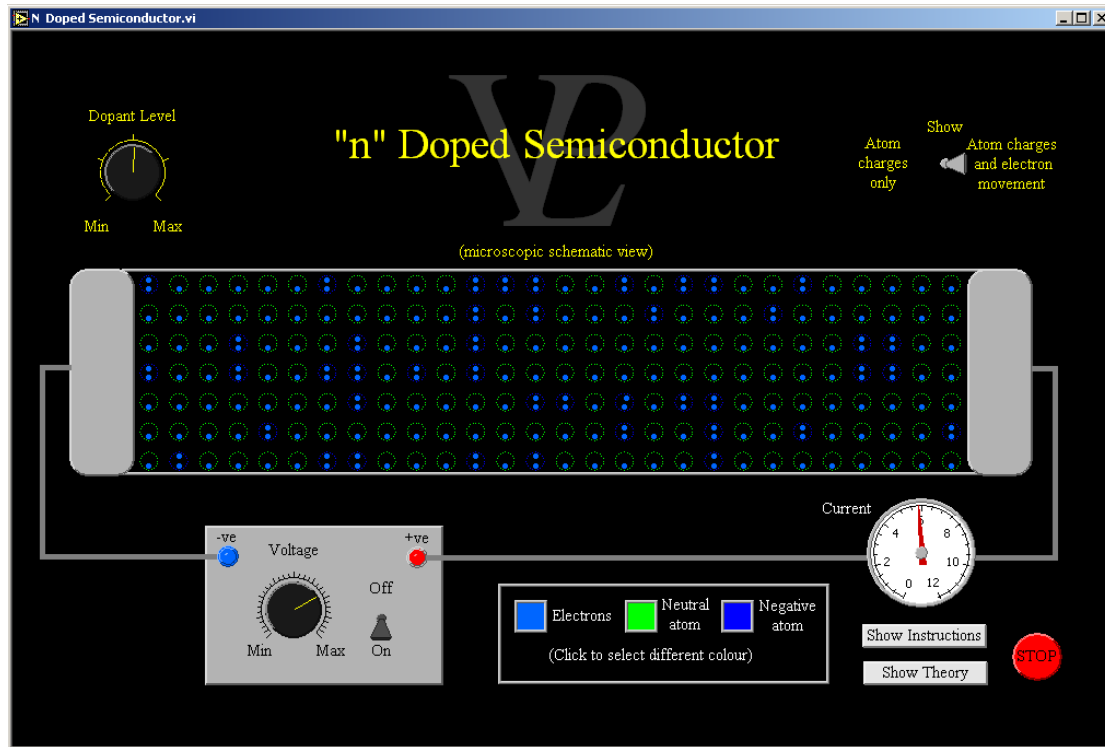 N Doped Semiconductor.vi
VPL
Dopant Level
Min Max
"n" Doped Semiconductor
Show
Atom charges only
Atom charges and electron movement
(microscopic schematic view)
-ve
+ve
Voltage
Off
On
Min Max
Electrons
Neutral atom
Negative atom
(Click to select different colour)
Current
0 2 4 6 8 10 12
Show Instructions
Show Theory
STOP